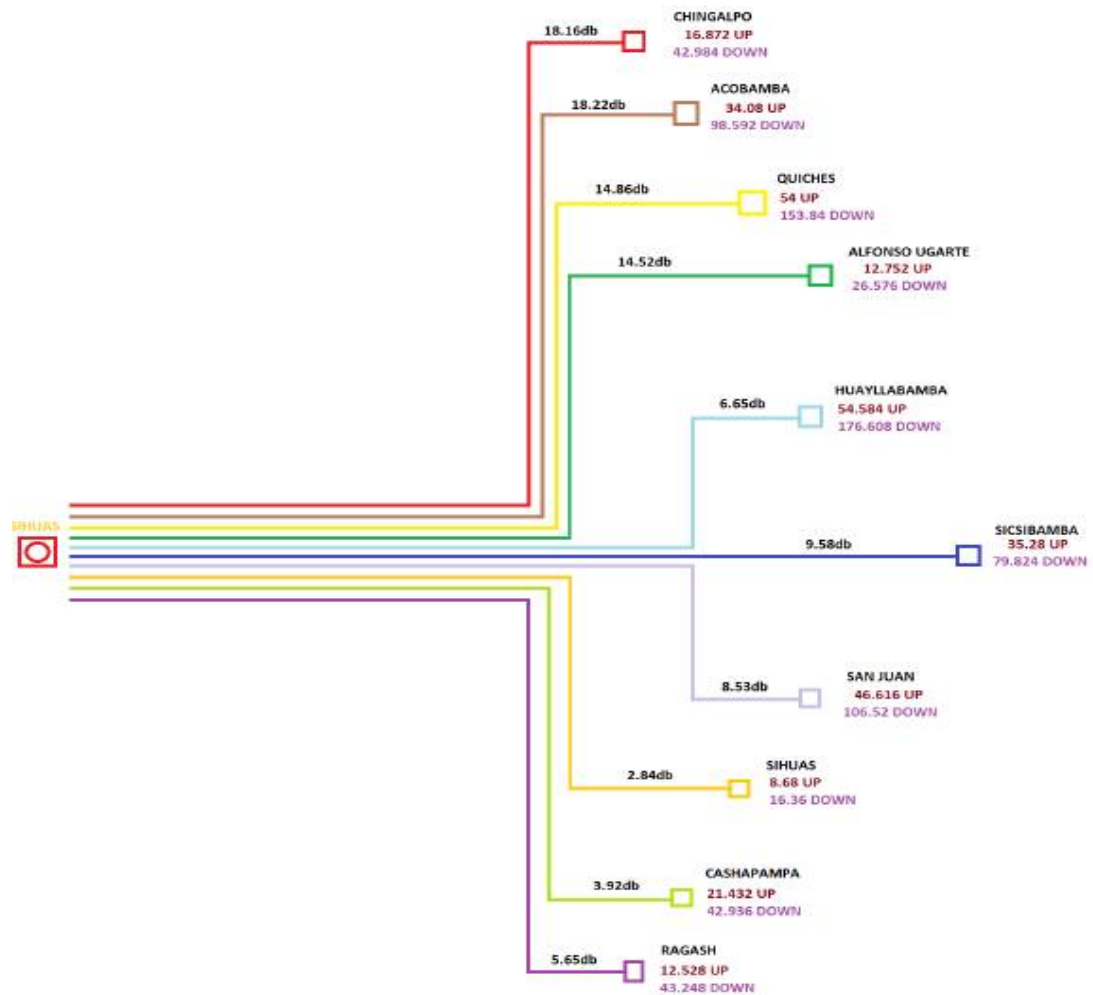 18.16db
CHINGALPO
16.872 UP
42.984 DOWN
18.22db
ACOBAMBA
34.08 UP
98.592 DOWN
14.86db
QUICHES
54 UP
153.84 DOWN
14.52db
ALFONSO UGARTE
12.752 UP
26.576 DOWN
6.65db
HUAYLLABAMBA
54.584 UP
176.608 DOWN
SIHUAS
9.58db
SICSIBAMBA
35.28 UP
79.824 DOWN
8.53db
SAN JUAN
46.616 UP
106.52 DOWN
2.84db
SIHUAS
8.68 UP
16.36 DOWN
3.92db
CASHAPAMPA
21.432 UP
42.936 DOWN
5.65db
RAGASH
12.528 UP
43.248 DOWN